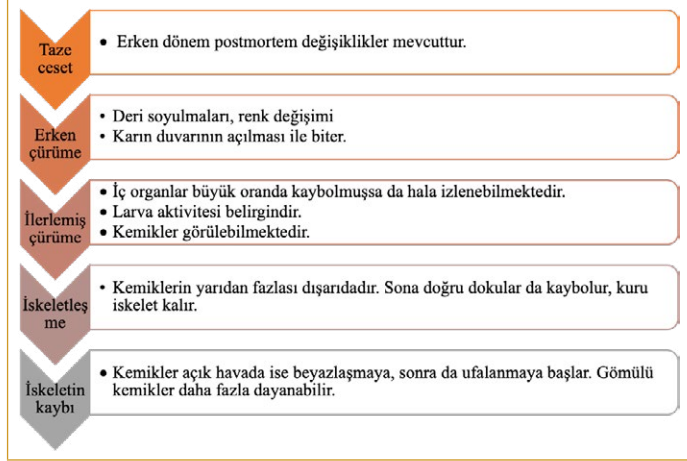 Taze
ceset
• Erken dönem postmortem değişiklikler mevcuttur.
Erken
çürüme
• Deri soyulmaları, renk değişimi
• Karın duvarının açılması ile biter.
İlerlemiş
çürüme
• İç organlar büyük oranda kaybolmuşsa da hala izlenebilmektedir.
• Larva aktivitesi belirgindir.
• Kemikler görülebilmektedir.
İskeletleş
me
• Kemiklerin yarıdan fazlası dışarıdadır. Sona doğru dokular da kaybolur, kuru
iskelet kalır.
İskeletin
kaybı
• Kemikler açık havada ise beyazlaşmaya, sonra da ufalanmaya başlar. Gömülü
kemikler daha fazla dayanabilir.